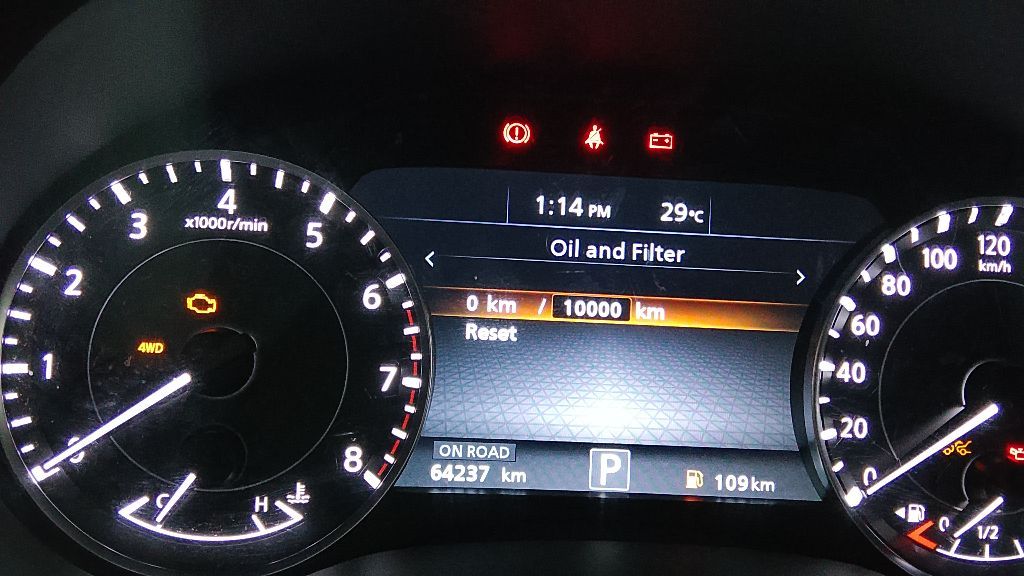 1:14 PM 29°C
Oil and Filter
0 km / 10000 km
Reset
ON ROAD
64237 km P 109km
4
x1000r/min
3 5
2 6
4WD
1 7
0 8
C H
100 120
km/h
80
60
40
20
0
0 1/2